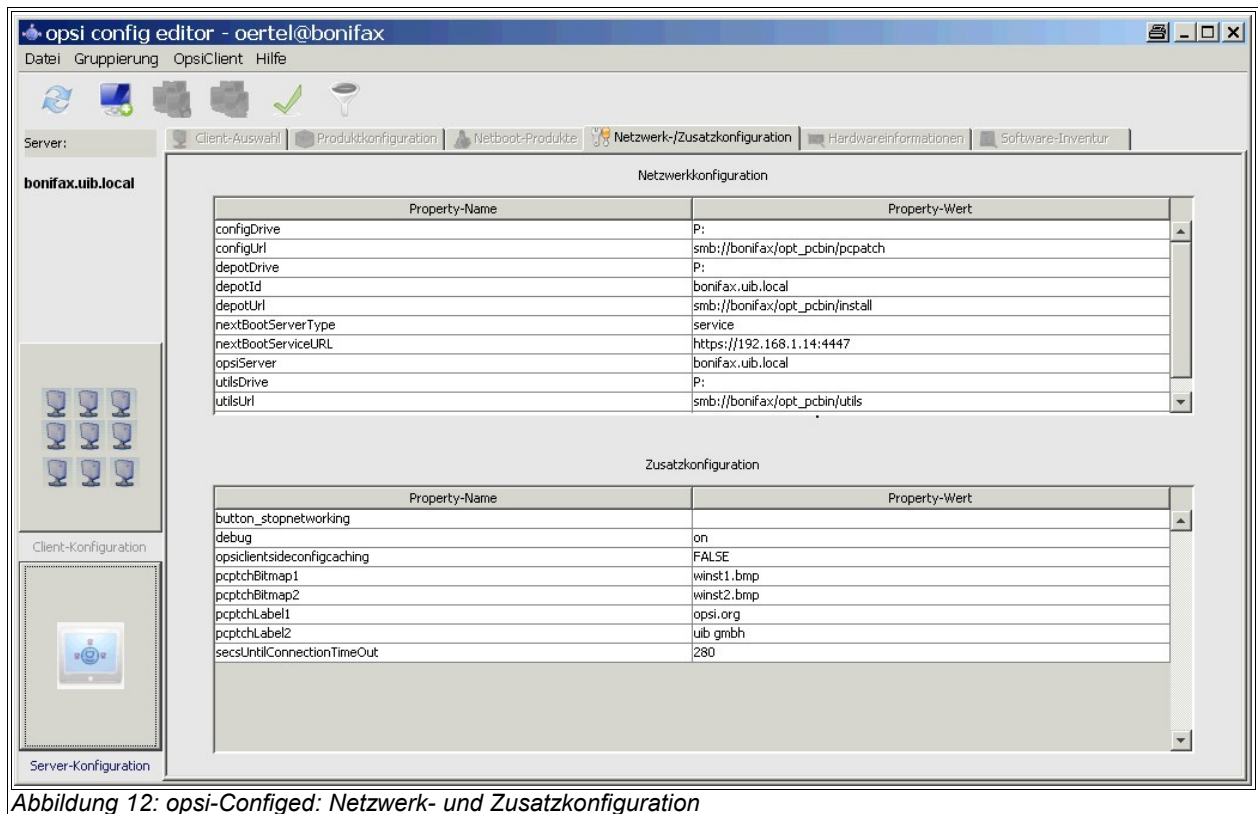 opsi config editor - oertel@bonifax
Datei Gruppierung OpsiClient Hilfe
Server:
Client-Auswahl Produktkonfiguration Netboot-Produkte Netzwerk-/Zusatzkonfiguration Hardwareinformationen Software-Inventur
bonifax.uib.local
Netzwerkkonfiguration
Property-Name Property-Wert
configDrive P:
configUrl smb://bonifax/opt_pcbin/pcpatch
depotDrive P:
depotId bonifax.uib.local
depotUrl smb://bonifax/opt_pcbin/install
nextBootServerType service
nextBootServiceURL https://192.168.1.14:4447
opsiServer bonifax.uib.local
utilsDrive P:
utilsUrl smb://bonifax/opt_pcbin/utils
Zusatzkonfiguration
Property-Name Property-Wert
button_stopnetworking
debug on
opsiclientsideconfigcaching FALSE
pcptchBitmap1 winst1.bmp
pcptchBitmap2 winst2.bmp
pcptchLabel1 opsi.org
pcptchLabel2 uib gmbh
secsUntilConnectionTimeOut 280
Client-Konfiguration
Server-Konfiguration
Abbildung 12: opsi-Configed: Netzwerk- und Zusatzkonfiguration